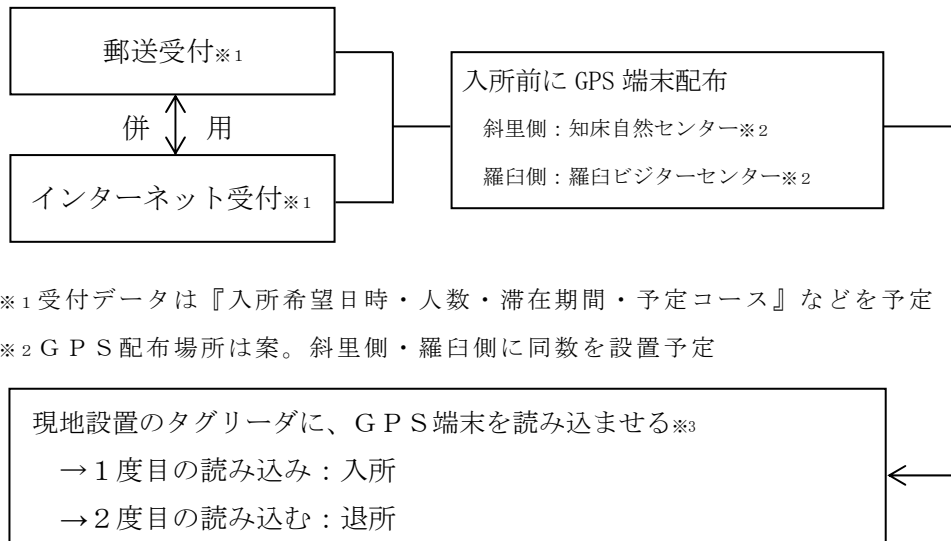 郵送受付※1
併用
インターネット受付※1
入所前に GPS 端末配布
斜里側：知床自然センター※2
羅臼側：羅臼ビジターセンター※2
※1受付データは『入所希望日時・人数・滞在期間・予定コース』などを予定
※2ＧＰＳ配布場所は案。斜里側・羅臼側に同数を設置予定
現地設置のタグリーダに、ＧＰＳ端末を読み込ませる※3
→１度目の読み込み：入所
→２度目の読み込む：退所